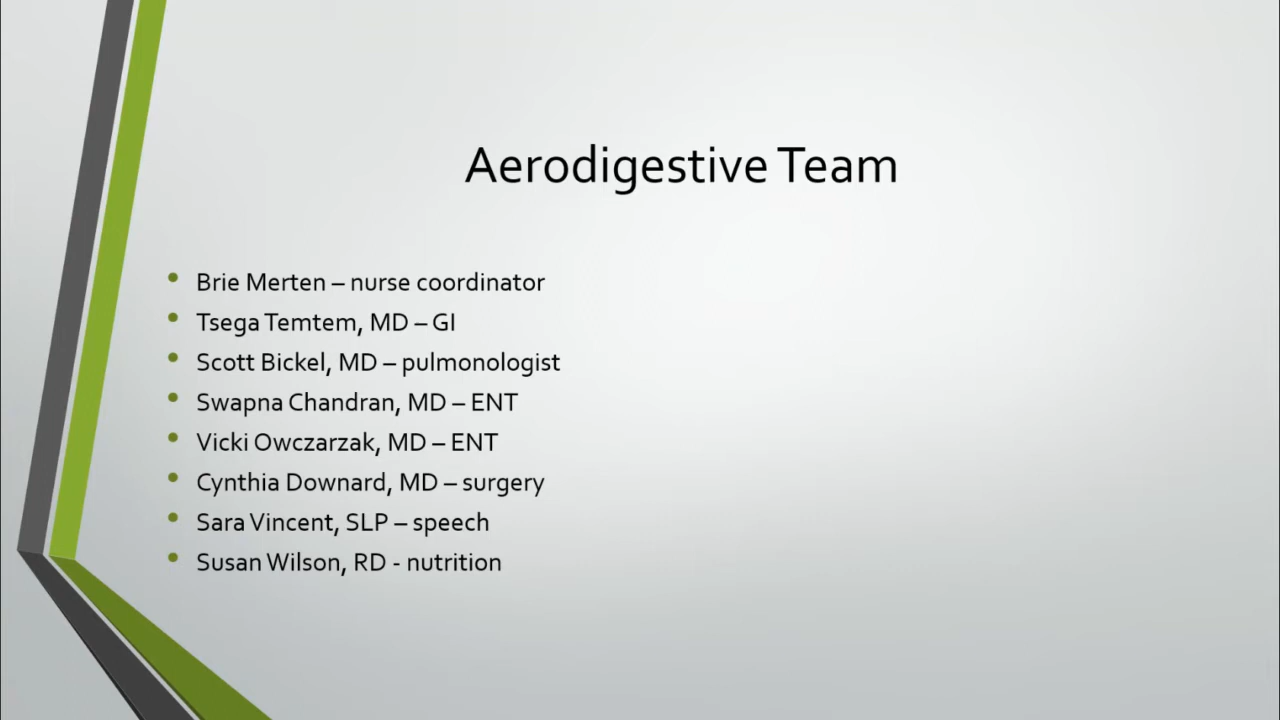 Aerodigestive Team
• Brie Merten – nurse coordinator
• Tsega Temtem, MD – GI
• Scott Bickel, MD – pulmonologist
• Swapna Chandran, MD – ENT
• Vicki Owczarzak, MD – ENT
• Cynthia Downard, MD – surgery
• Sara Vincent, SLP – speech
• Susan Wilson, RD - nutrition